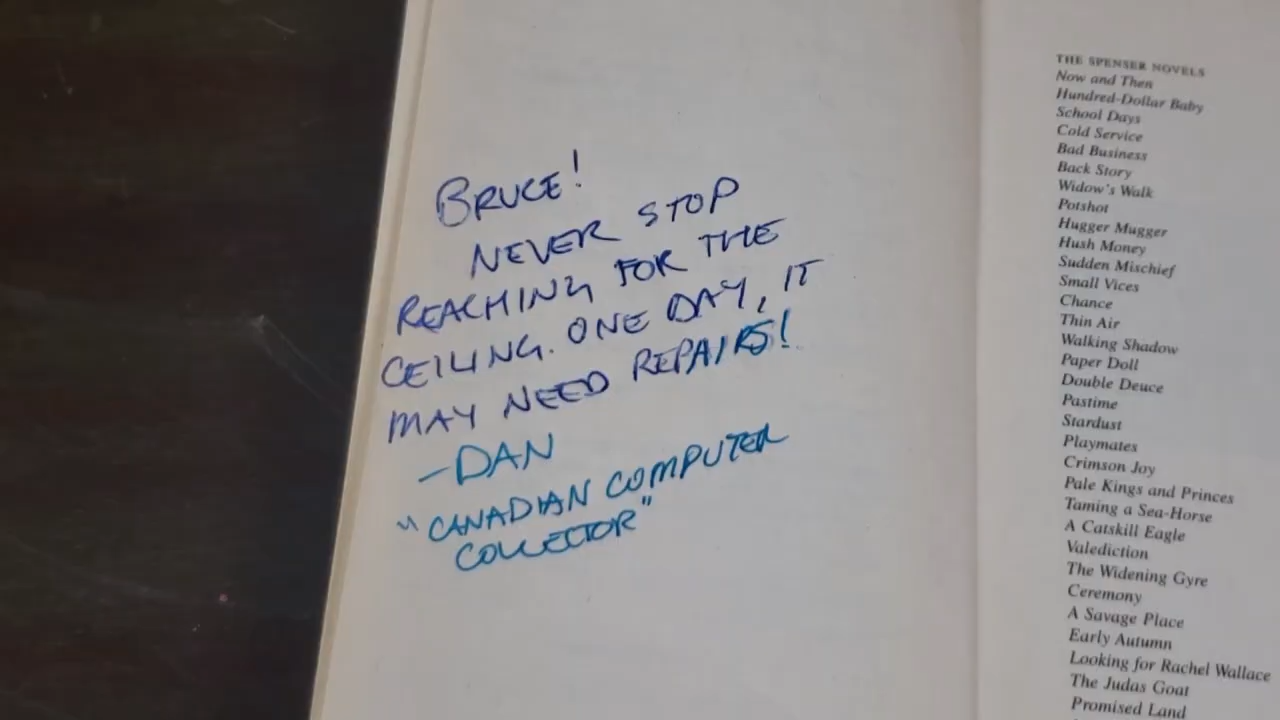 BRUCE!
NEVER STOP
REACHING FOR THE
CEILING. ONE DAY, IT
MAY NEED REPAIRS!
-DAN
"CANADIAN COMPUTER
COLLECTOR"
THE SPENSER NOVELS
Now and Then
Hundred-Dollar Baby
School Days
Cold Service
Bad Business
Back Story
Widow's Walk
Potshot
Hugger Mugger
Hush Money
Sudden Mischief
Small Vices
Chance
Thin Air
Walking Shadow
Paper Doll
Double Deuce
Pastime
Stardust
Playmates
Crimson Joy
Pale Kings and Princes
Taming a Sea-Horse
A Catskill Eagle
Valediction
The Widening Gyre
Ceremony
A Savage Place
Early Autumn
Looking for Rachel Wallace
The Judas Goat
Promised Land